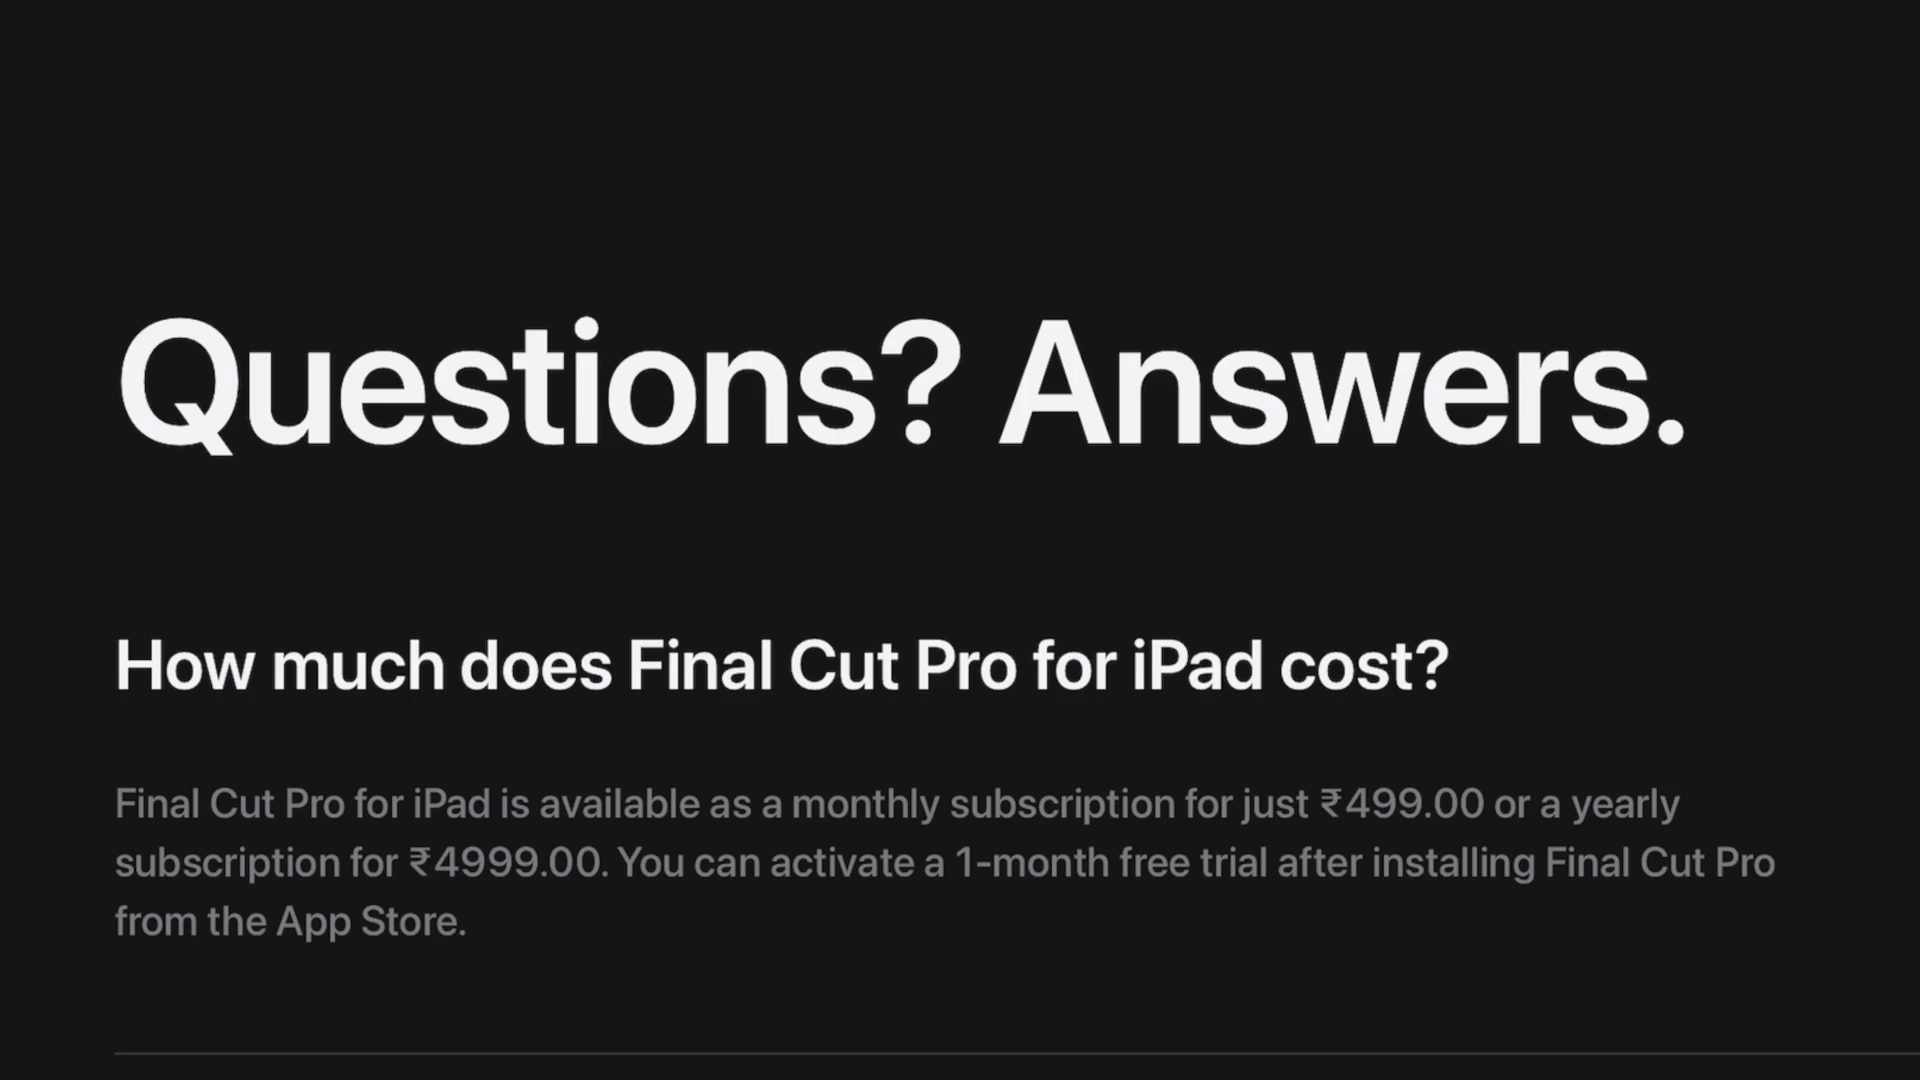 Questions? Answers.
How much does Final Cut Pro for iPad cost?
Final Cut Pro for iPad is available as a monthly subscription for just ₹499.00 or a yearly
subscription for ₹4999.00. You can activate a 1-month free trial after installing Final Cut Pro
from the App Store.